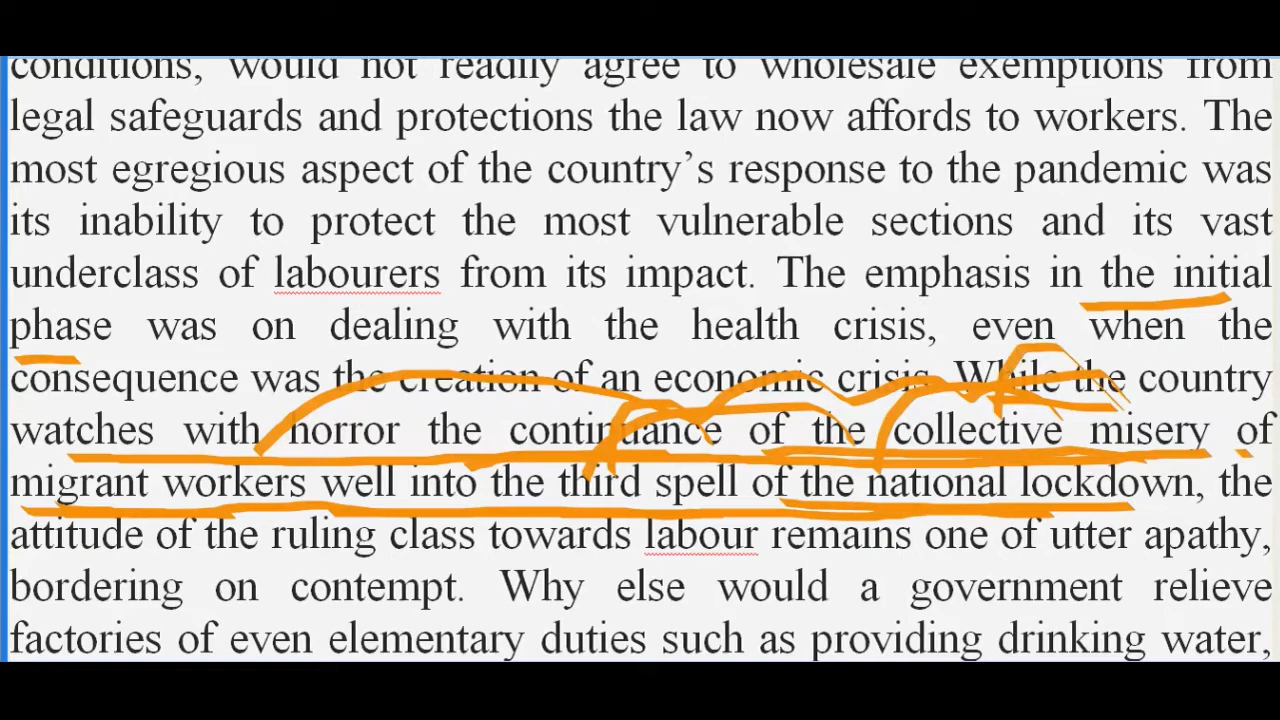 conditions, would not readily agree to wholesale exemptions from
legal safeguards and protections the law now affords to workers. The
most egregious aspect of the country’s response to the pandemic was
its inability to protect the most vulnerable sections and its vast
underclass of labourers from its impact. The emphasis in the initial
phase was on dealing with the health crisis, even when the
consequence was the creation of an economic crisis. While the country
watches with horror the continuance of the collective misery of
migrant workers well into the third spell of the national lockdown, the
attitude of the ruling class towards labour remains one of utter apathy,
bordering on contempt. Why else would a government relieve
factories of even elementary duties such as providing drinking water,